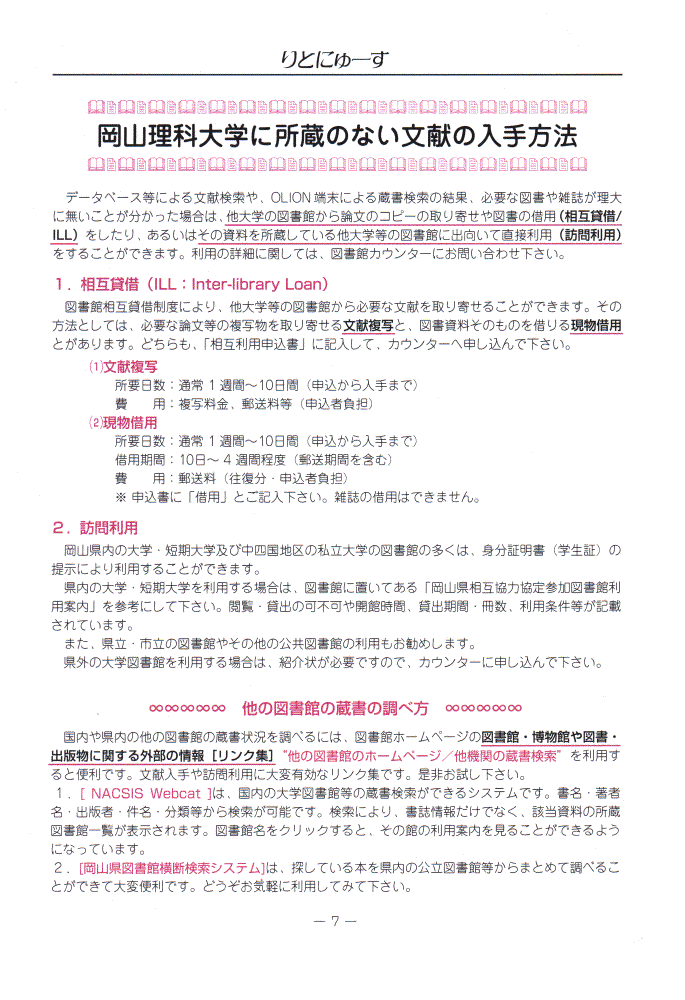 りとにゅーす
岡山理科大学に所蔵のない文献の入手方法
データベース等による文献検索や、OLION 端末による蔵書検索の結果、必要な図書や雑誌が理大
に無いことが分かった場合は、他大学の図書館から論文のコピーの取り寄せや図書の借用(相互貸借/
ILL)をしたり、あるいはその資料を所蔵している他大学等の図書館に出向いて直接利用(訪問利用)
をすることができます。利用の詳細に関しては、図書館カウンターにお問い合わせ下さい。
1.相互貸借(ILL:Inter-library Loan)
図書館相互貸借制度により、他大学等の図書館から必要な文献を取り寄せることができます。その
方法としては、必要な論文等の複写物を取り寄せる文献複写と、図書資料そのものを借りる現物借用
とがあります。どちらも、「相互利用申込書」に記入して、カウンターへ申し込んで下さい。
⑴文献複写
所要日数:通常 1 週間~10日間(申込から入手まで)
費　　用:複写料金、郵送料等(申込者負担)
⑵現物借用
所要日数:通常 1 週間~10日間(申込から入手まで)
借用期間:10日~ 4 週間程度(郵送期間を含む)
費　　用:郵送料(往復分・申込者負担)
※ 申込書に「借用」とご記入下さい。雑誌の借用はできません。
2.訪問利用
岡山県内の大学・短期大学及び中四国地区の私立大学の図書館の多くは、身分証明書(学生証)の
提示により利用することができます。
県内の大学・短期大学を利用する場合は、図書館に置いてある「岡山県相互協力協定参加図書館利
用案内」を参考にして下さい。閲覧・貸出の可不可や開館時間、貸出期間・冊数、利用条件等が記載
されています。
また、県立・市立の図書館やその他の公共図書館の利用もお勧めします。
県外の大学図書館を利用する場合は、紹介状が必要ですので、カウンターに申し込んで下さい。
∞∞∞∞∞ 他の図書館の蔵書の調べ方 ∞∞∞∞∞
国内や県内の他の図書館の蔵書状況を調べるには、図書館ホームページの図書館・博物館や図書・
出版物に関する外部の情報[リンク集]"他の図書館のホームページ/他機関の蔵書検索"を利用す
ると便利です。文献入手や訪問利用に大変有効なリンク集です。是非お試し下さい。
1.[ NACSIS Webcat ]は、国内の大学図書館等の蔵書検索ができるシステムです。書名・著者
名・出版者・件名・分類等から検索が可能です。検索により、書誌情報だけでなく、該当資料の所蔵
図書館一覧が表示されます。図書館名をクリックすると、その館の利用案内を見ることができるよう
になっています。
2.[岡山県図書館横断検索システム]は、探している本を県内の公立図書館等からまとめて調べるこ
とができて大変便利です。どうぞお気軽に利用してみて下さい。
― 7 ―